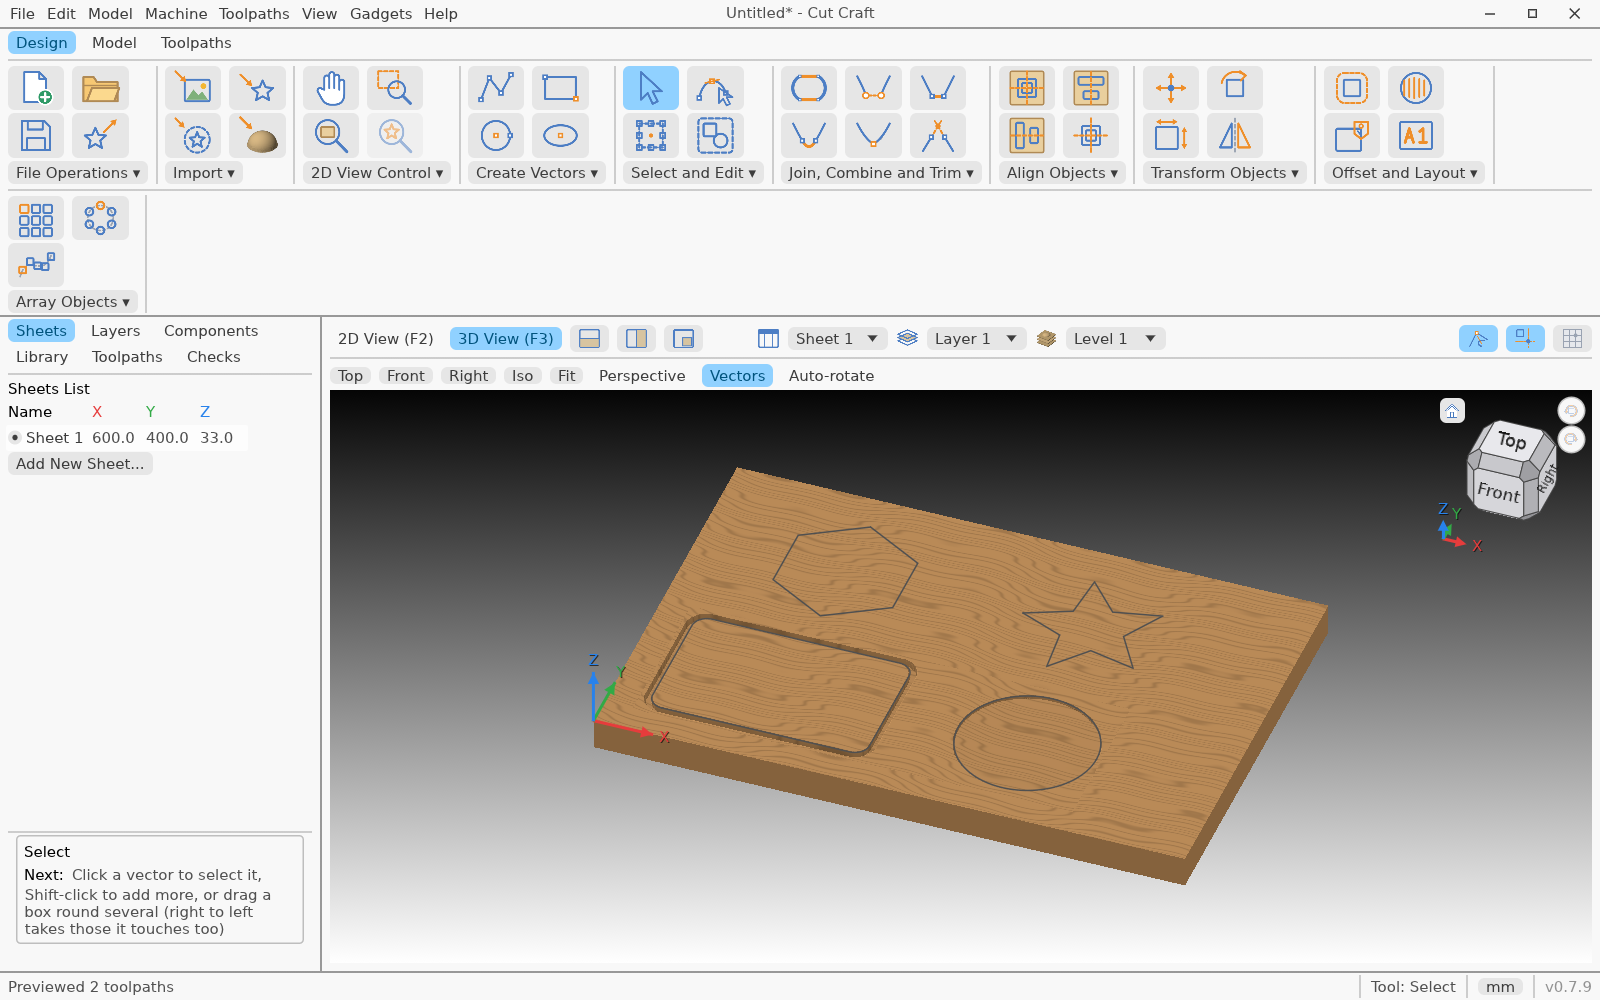 File Edit Model Machine Toolpaths View Gadgets Help
Untitled* - Cut Craft
Design Model Toolpaths
A1
File Operations ▾ Import ▾ 2D View Control ▾ Create Vectors ▾ Select and Edit ▾ Join, Combine and Trim ▾ Align Objects ▾ Transform Objects ▾ Offset and Layout ▾
Array Objects ▾
Sheets Layers Components
Library Toolpaths Checks
Sheets List
Name X Y Z
Sheet 1 600.0 400.0 33.0
Add New Sheet...
Select
Next: Click a vector to select it,
Shift-click to add more, or drag a
box round several (right to left
takes those it touches too)
2D View (F2) 3D View (F3) Sheet 1 Layer 1 Level 1
Top Front Right Iso Fit Perspective Vectors Auto-rotate
Top
Front
Right
Z Y X
Z Y X
Previewed 2 toolpaths
Tool: Select mm v0.7.9